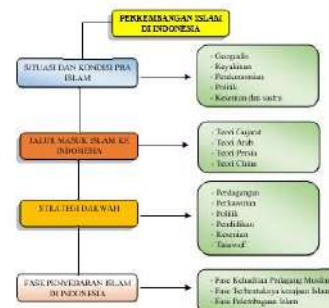 PERKEMBANGAN ISLAM
DI INDONESIA
SITUASI DAN KONDISI PRA
ISLAM
- Geografis
- Keyakinan
- Perekonomian
- Politik
- Kesenian dan sastra
JALUR MASUK ISLAM KE
INDONESIA
- Teori Gujarat
- Teori Arab
- Teori Persia
- Teori China
STRATEGI DAKWAH
- Perdagangan
- Perkawinan
- Politik
- Pendidikan
- Kesenian
- Tasawuf
FASE PENYEBARAN ISLAM
DI INDONESIA
- Fase Kehadiran Pedagang Muslim
- Fase Terbentuknya kerajaan Islam
- Fase Pelembagaan Islam